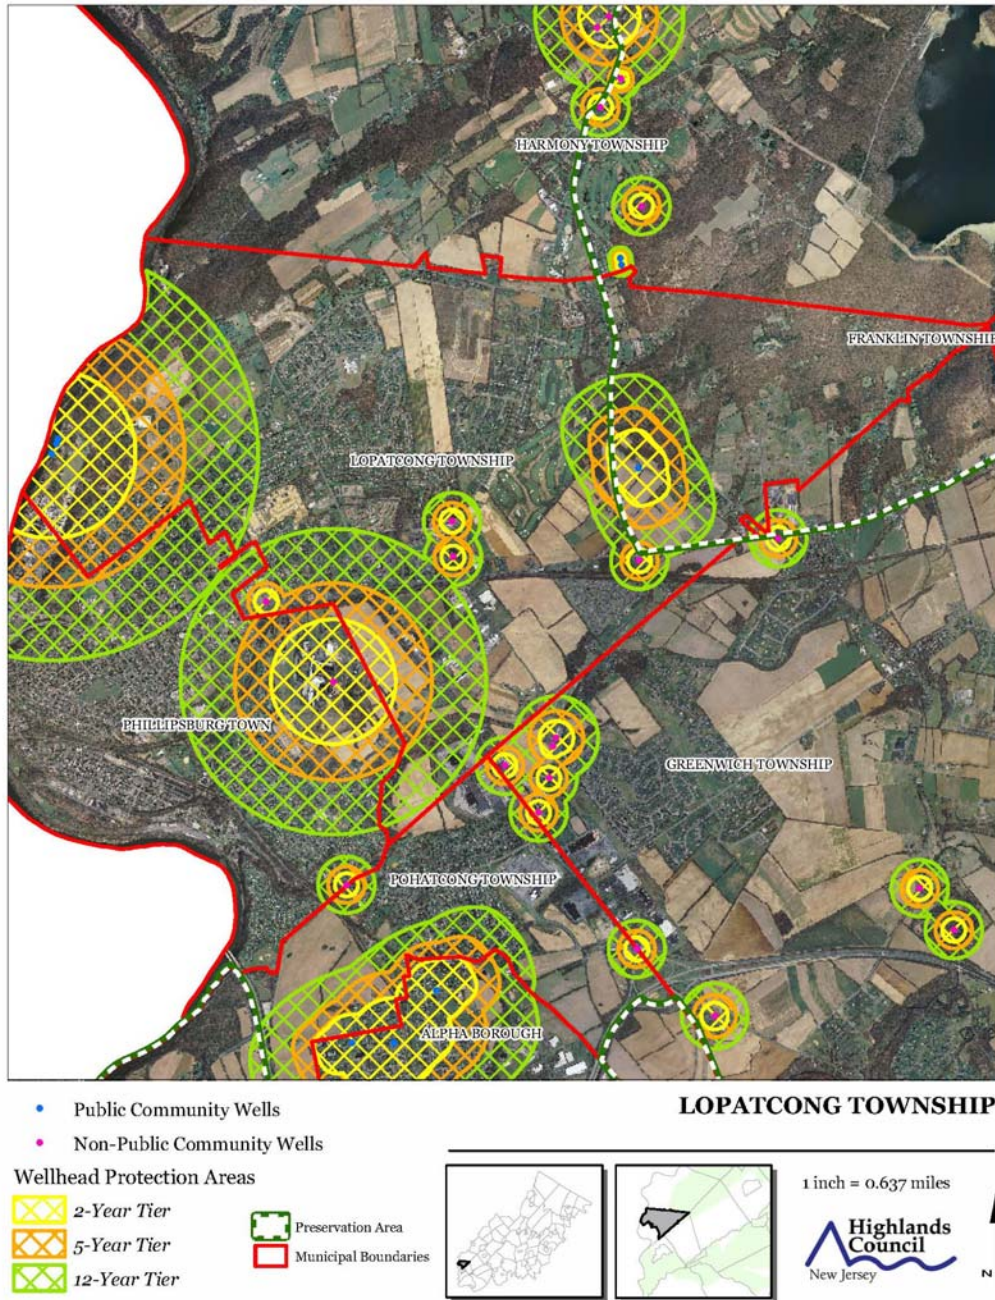 HARMONY TOWNSHIP
FRANKLIN TOWNSHIP
LOPATCONG TOWNSHIP
PHILLIPSBURG TOWN
GREENWICH TOWNSHIP
POHATCONG TOWNSHIP
ALPHA BOROUGH
Public Community Wells
Non-Public Community Wells
Wellhead Protection Areas
2-Year Tier
5-Year Tier
12-Year Tier
Preservation Area
Municipal Boundaries
LOPATCONG TOWNSHIP
1 inch = 0.637 miles
Highlands
Council
New Jersey
N